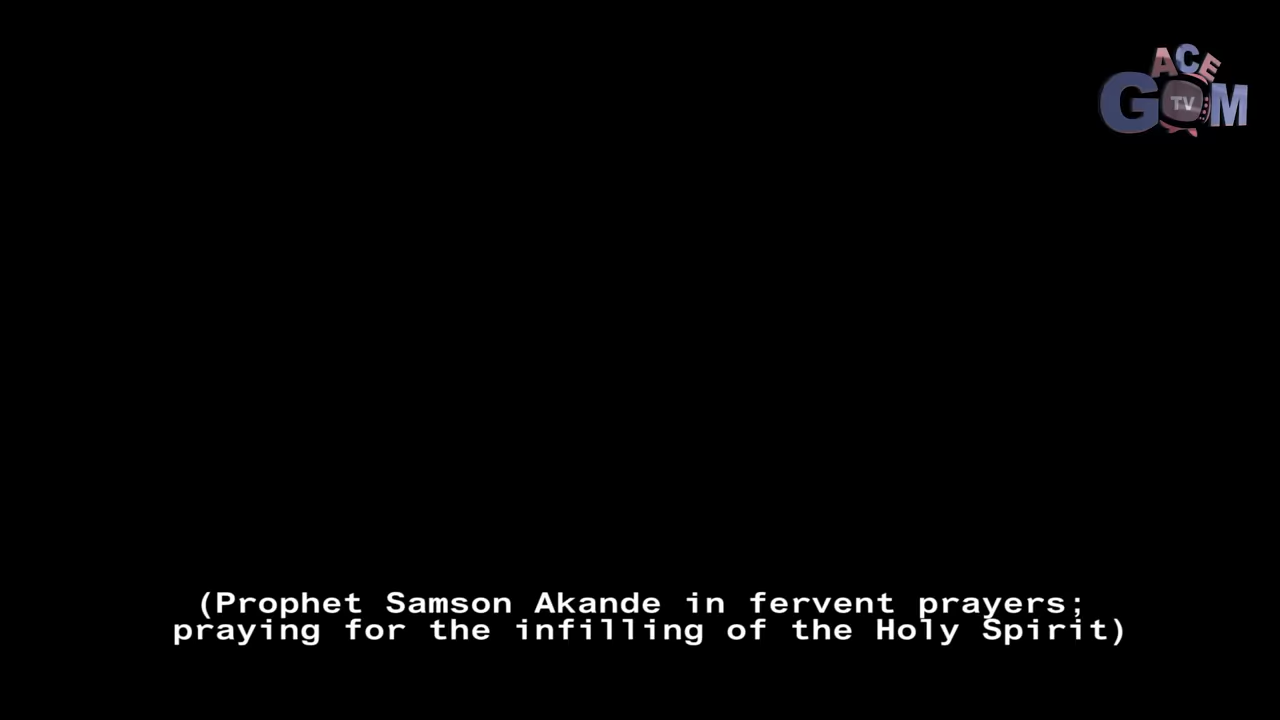 ACE
GOM
TV
(Prophet Samson Akande in fervent prayers;
praying for the infilling of the Holy Spirit)